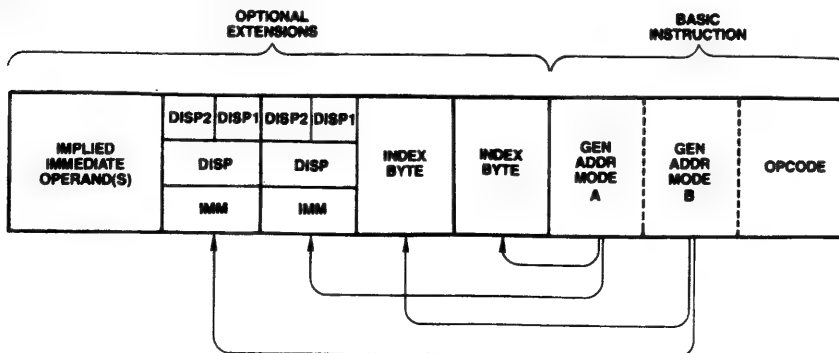 OPTIONAL
EXTENSIONS
BASIC
INSTRUCTION
IMPLIED
IMMEDIATE
OPERAND(S)
DISP2 DISP1
DISP
IMM
DISP2 DISP1
DISP
IMM
INDEX
BYTE
INDEX
BYTE
GEN
ADDR
MODE
A
GEN
ADDR
MODE
B
OPCODE